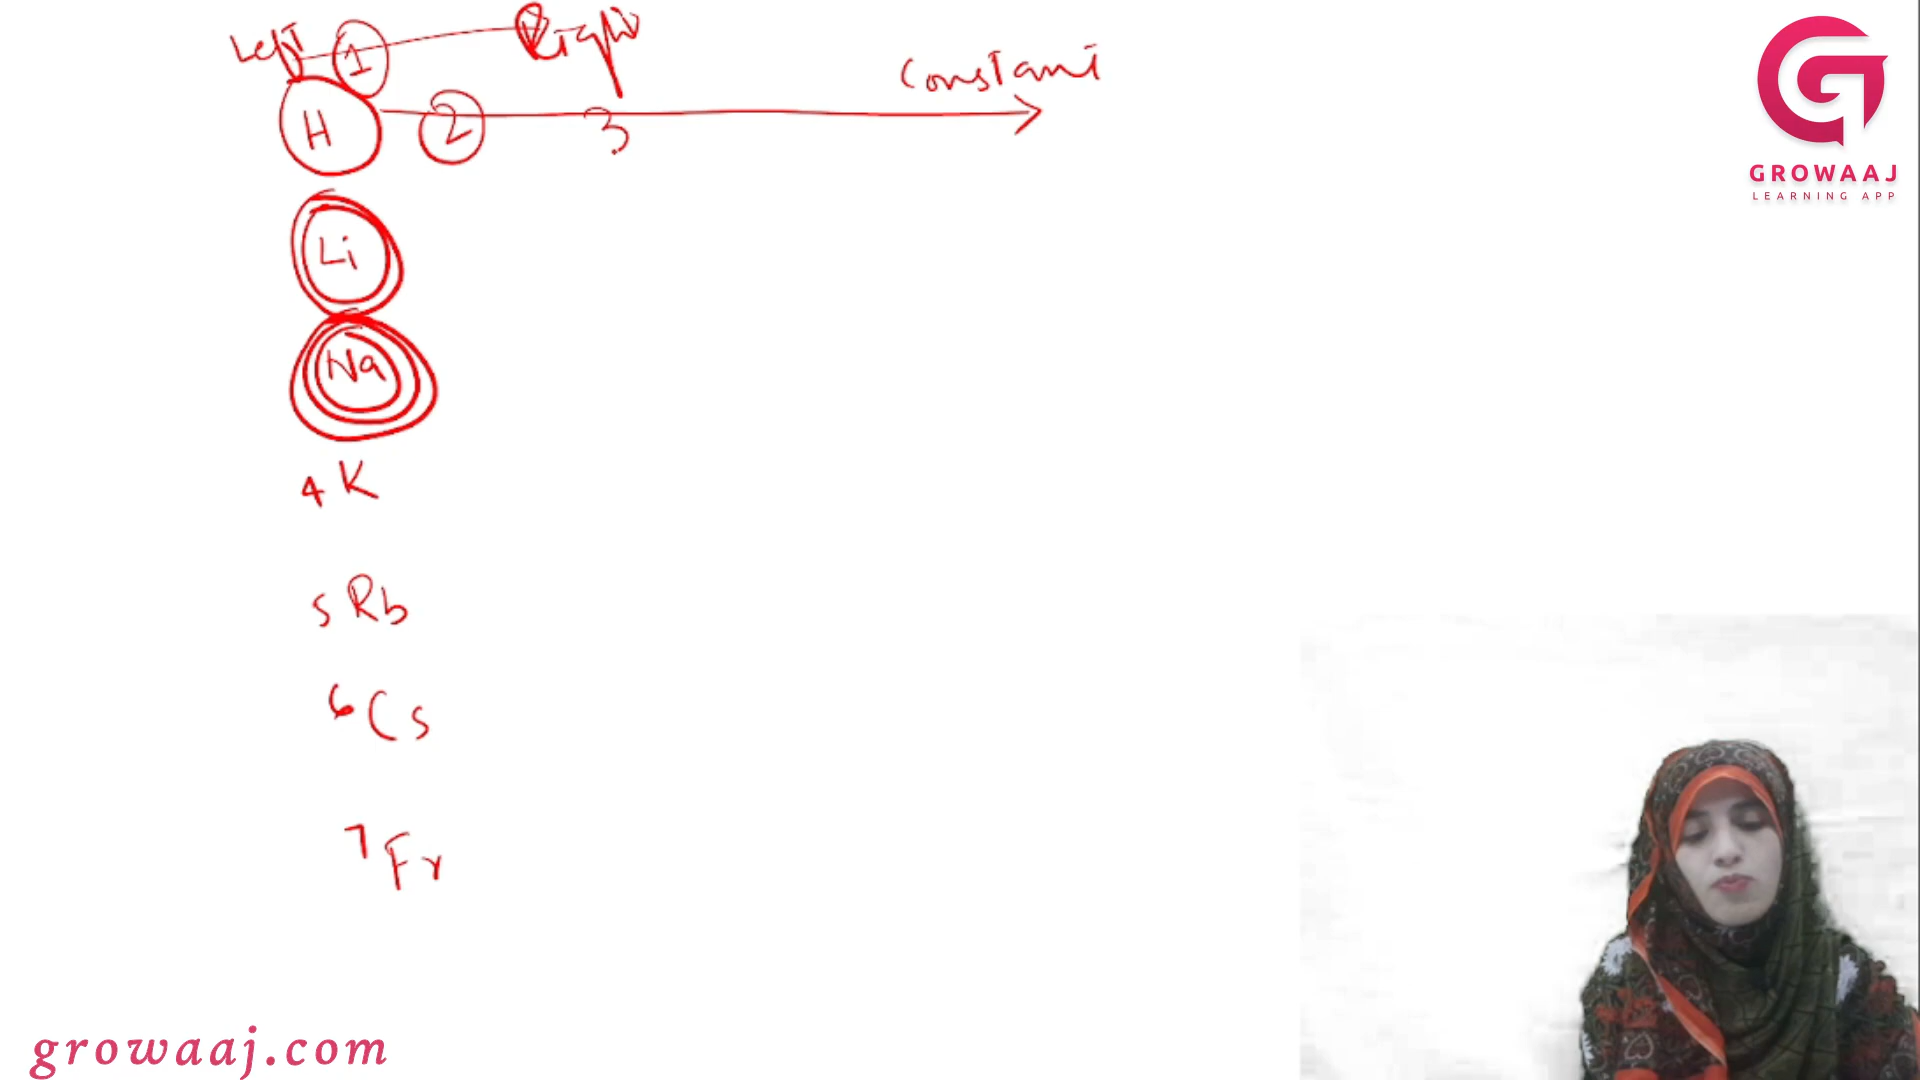 Left 1 Right
Constant
H 2 3
Li
Na
4 K
5 Rb
6 Cs
7 Fr
GROWAAJ
LEARNING APP
growaaj.com